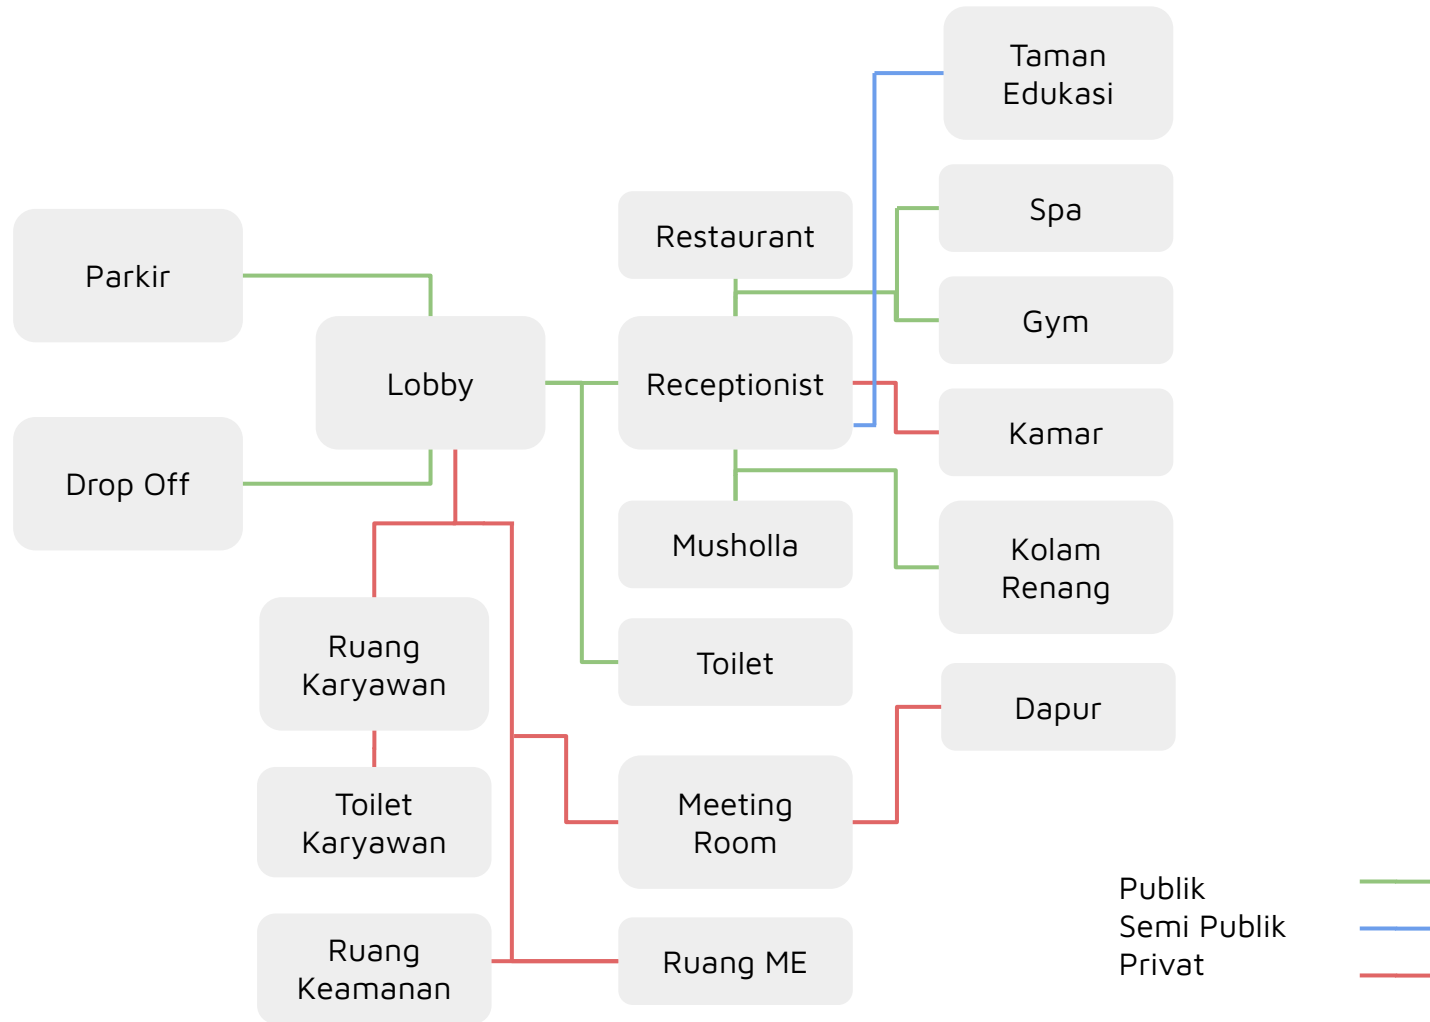 Taman
Edukasi
Spa
Restaurant
Parkir
Gym
Lobby
Receptionist
Kamar
Drop Off
Musholla
Kolam
Renang
Ruang
Karyawan
Toilet
Dapur
Toilet
Karyawan
Meeting
Room
Ruang
Keamanan
Ruang ME
Publik
Semi Publik
Privat